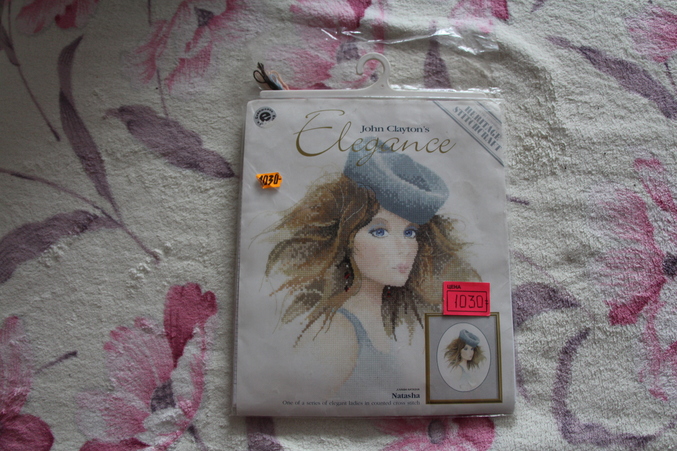 John Clayton's
Elegance
HERITAGE
STITCHCRAFT
1030-
ЦЕНА
1030
Natasha
One of a series of elegant ladies in counted cross stitch